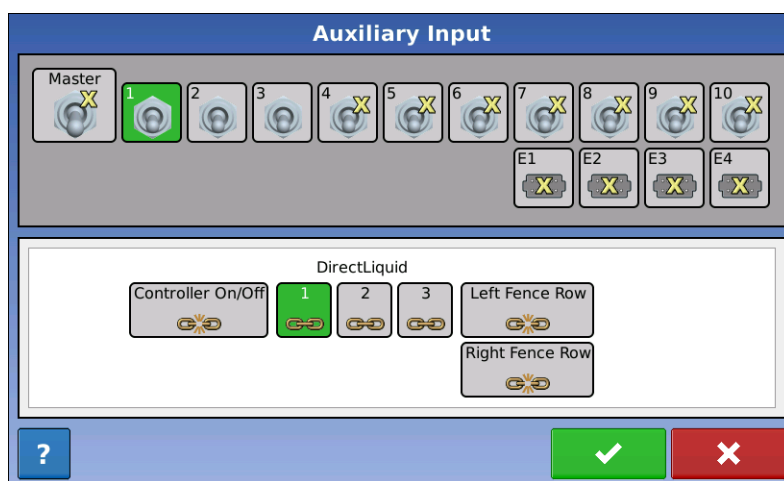 Auxiliary Input
Master
1 2 3 4 5 6 7 8 9 10
X X X X X X X X
E1 E2 E3 E4
X X X X
DirectLiquid
Controller On/Off 1 2 3 Left Fence Row
Right Fence Row
?